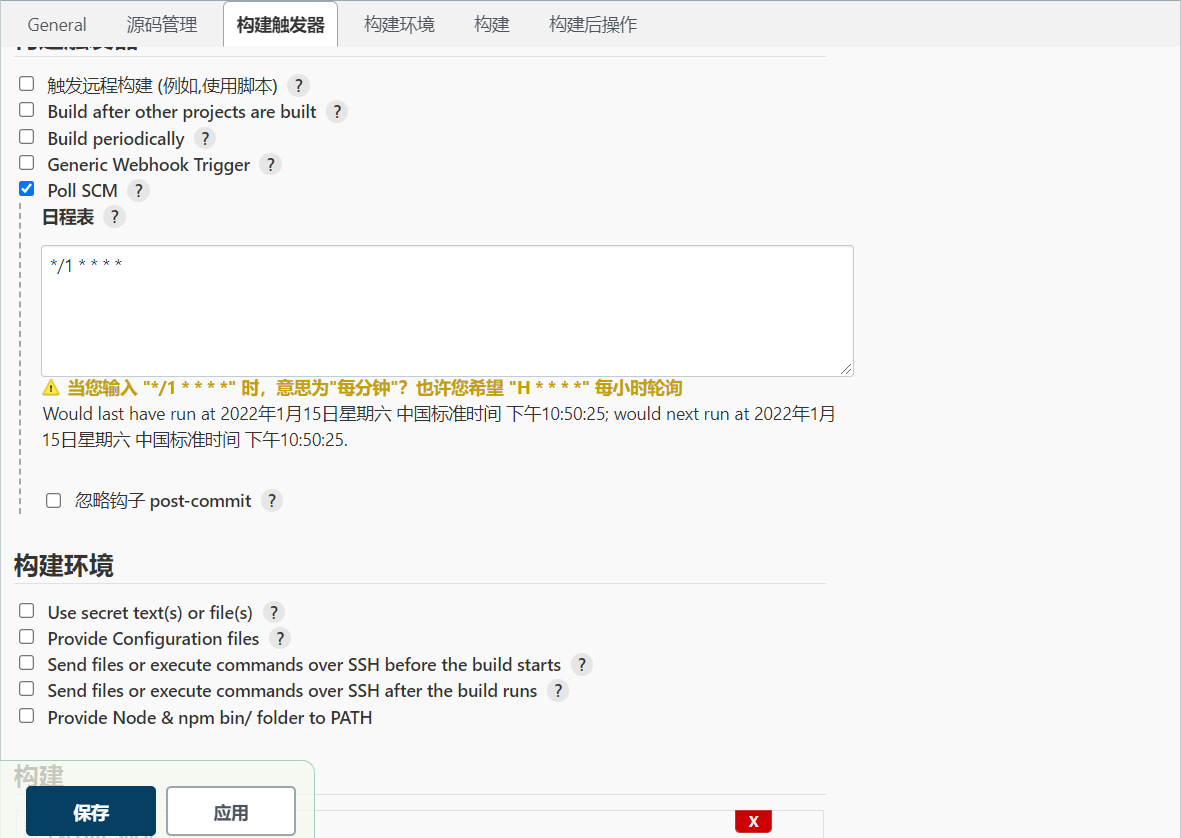 General 源码管理 构建触发器 构建环境 构建 构建后操作
构建触发器
触发远程构建 (例如,使用脚本) ?
Build after other projects are built ?
Build periodically ?
Generic Webhook Trigger ?
Poll SCM ?
日程表 ?
*/1 * * * *
当您输入 "*/1 * * * *" 时，意思为"每分钟"？也许您希望 "H * * * *" 每小时轮询
Would last have run at 2022年1月15日星期六 中国标准时间 下午10:50:25; would next run at 2022年1月
15日星期六 中国标准时间 下午10:50:25.
忽略钩子 post-commit ?
构建环境
Use secret text(s) or file(s) ?
Provide Configuration files ?
Send files or execute commands over SSH before the build starts ?
Send files or execute commands over SSH after the build runs ?
Provide Node & npm bin/ folder to PATH
构建
保存 应用
X